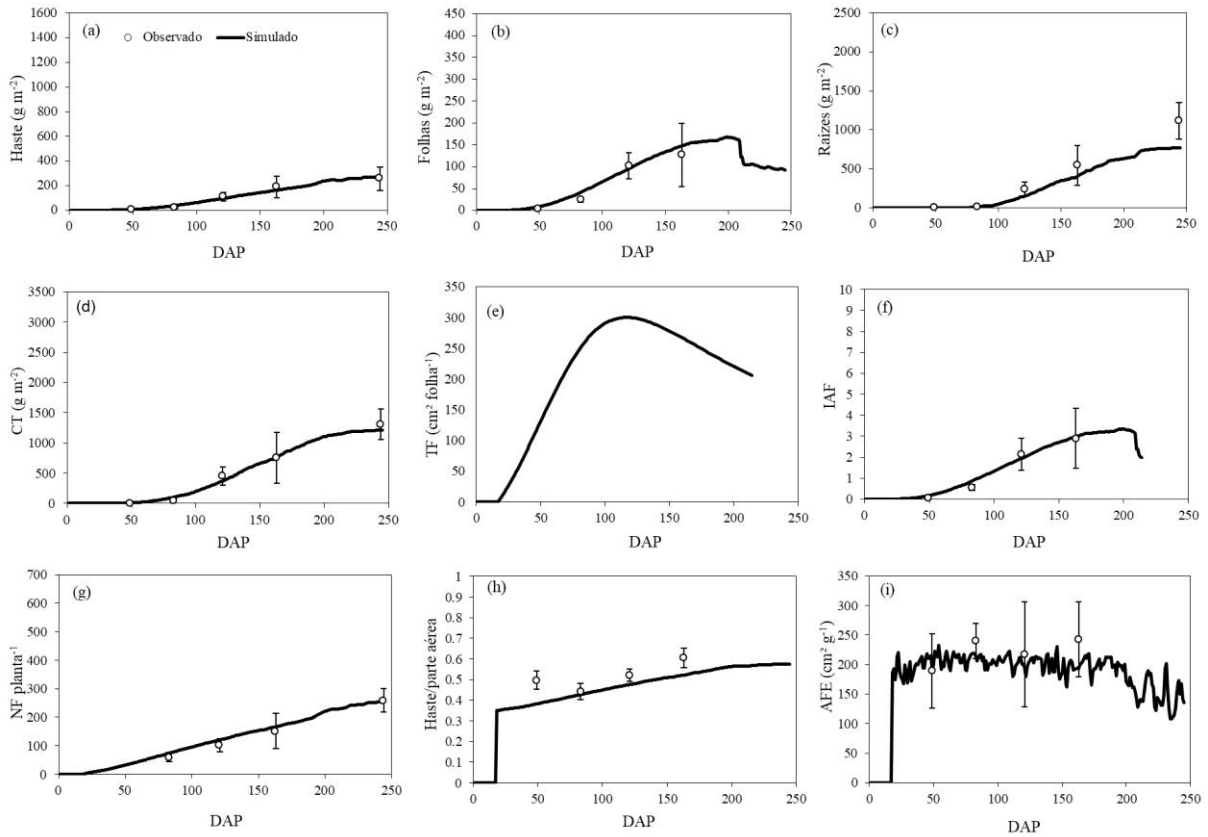 (a)
Observado Simulado
Haste (g m⁻²)
1600
1400
1200
1000
800
600
400
200
0
0 50 100 150 200 250
DAP
(b)
Folhas (g m⁻²)
450
400
350
300
250
200
150
100
50
0
0 50 100 150 200 250
DAP
(c)
Raízes (g m⁻²)
2500
2000
1500
1000
500
0
0 50 100 150 200 250
DAP
(d)
CT (g m⁻²)
3500
3000
2500
2000
1500
1000
500
0
0 50 100 150 200 250
DAP
(e)
TF (cm² folha⁻¹)
350
300
250
200
150
100
50
0
0 50 100 150 200 250
DAP
(f)
IAF
10
9
8
7
6
5
4
3
2
1
0
0 50 100 150 200 250
DAP
(g)
NF planta⁻¹
700
600
500
400
300
200
100
0
0 50 100 150 200 250
DAP
(h)
Haste/parte aérea
1
0.9
0.8
0.7
0.6
0.5
0.4
0.3
0.2
0.1
0
0 50 100 150 200 250
DAP
(i)
AFE (cm² g⁻¹)
350
300
250
200
150
100
50
0
0 50 100 150 200 250
DAP